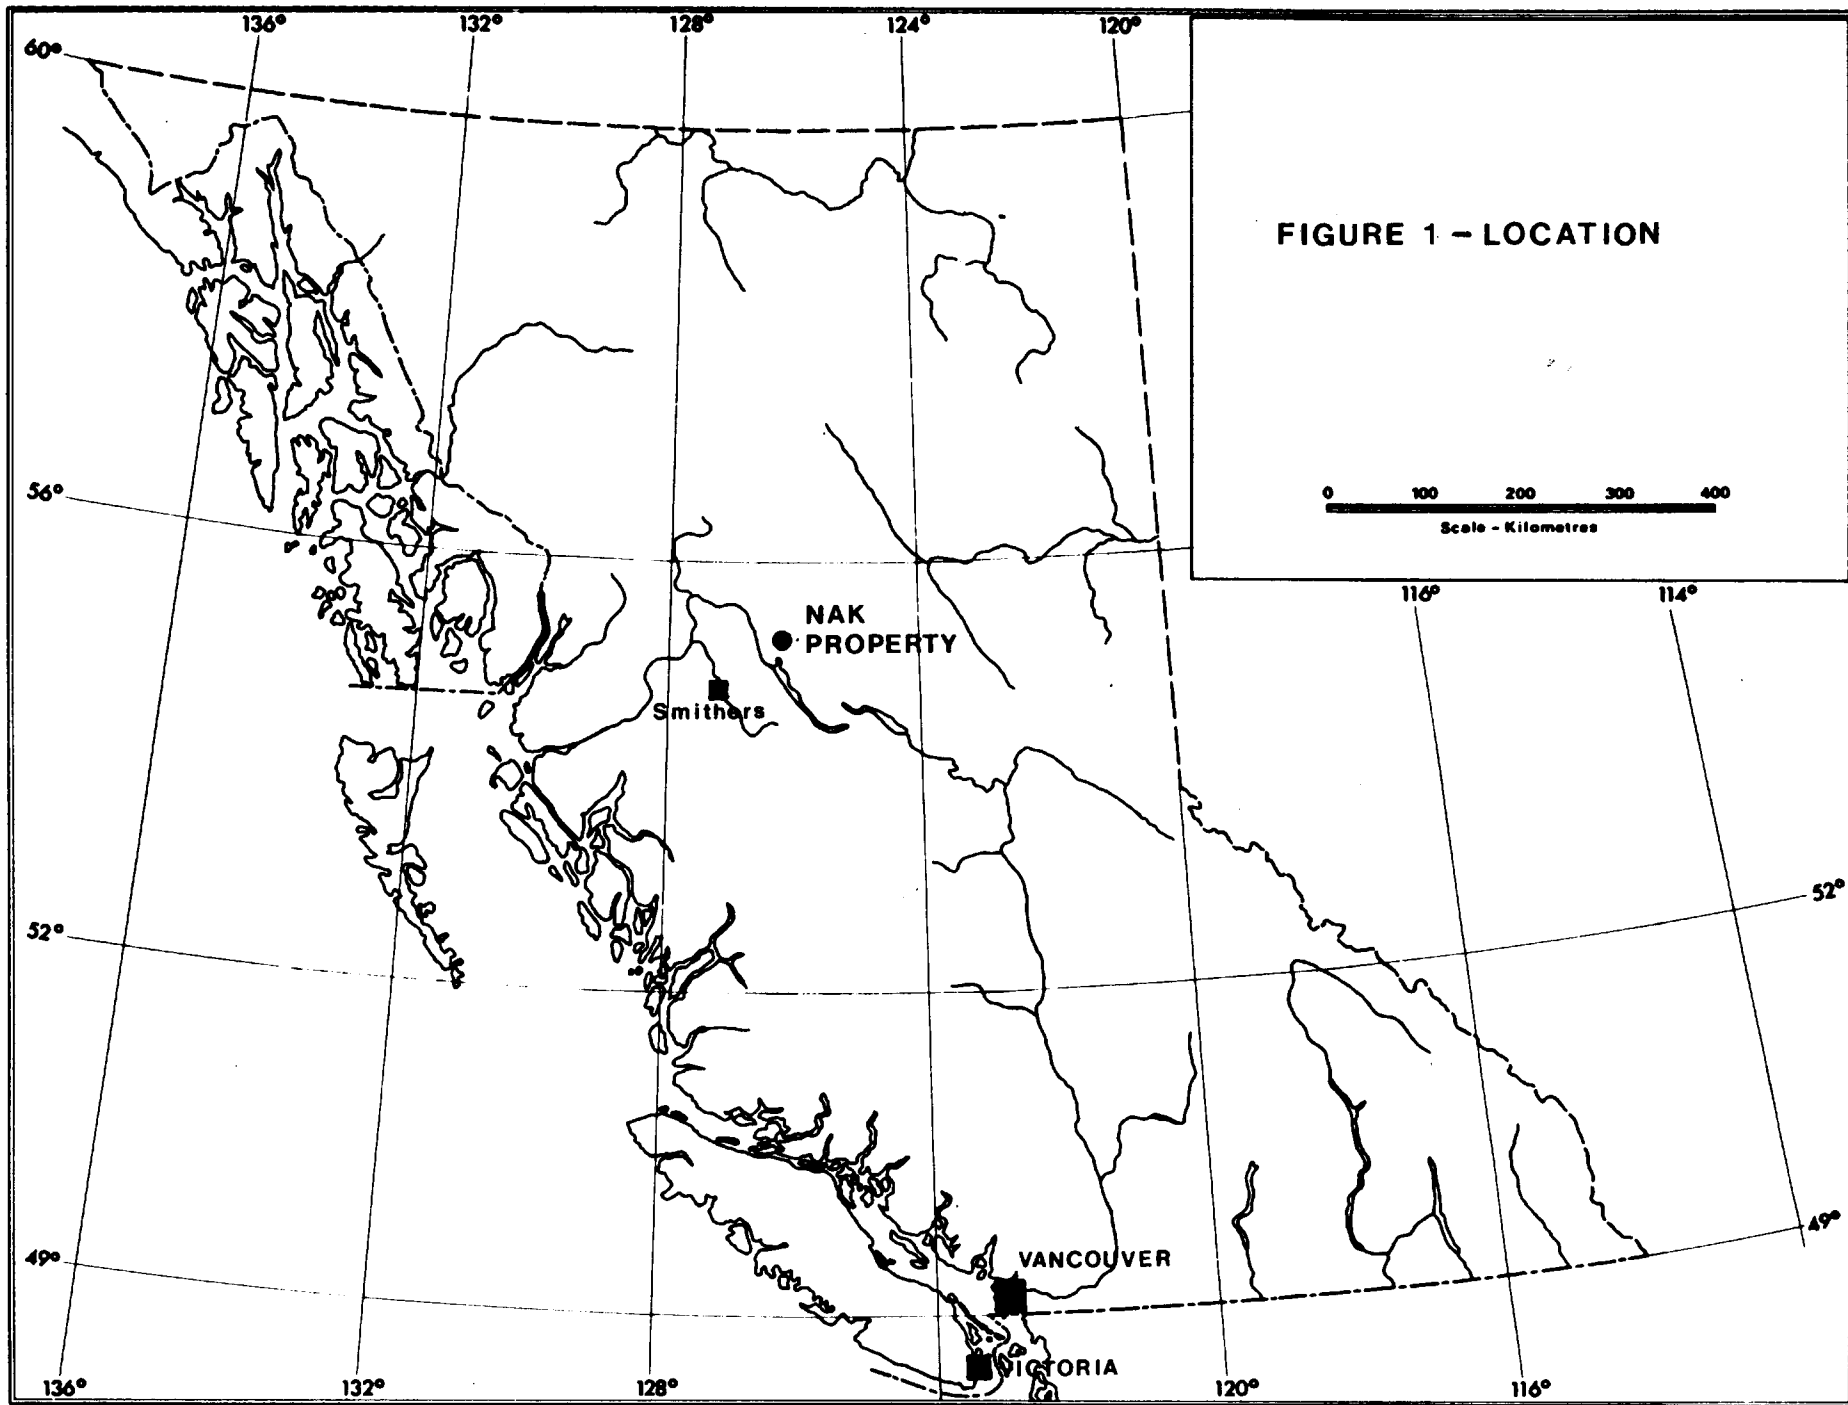 136°
132°
128°
124°
120°
60°
FIGURE 1 - LOCATION
0 100 200 300 400
Scale - Kilometres
56°
116°
114°
NAK
PROPERTY
Smithers
52°
52°
49°
VANCOUVER
49°
VICTORIA
136°
132°
128°
120°
116°